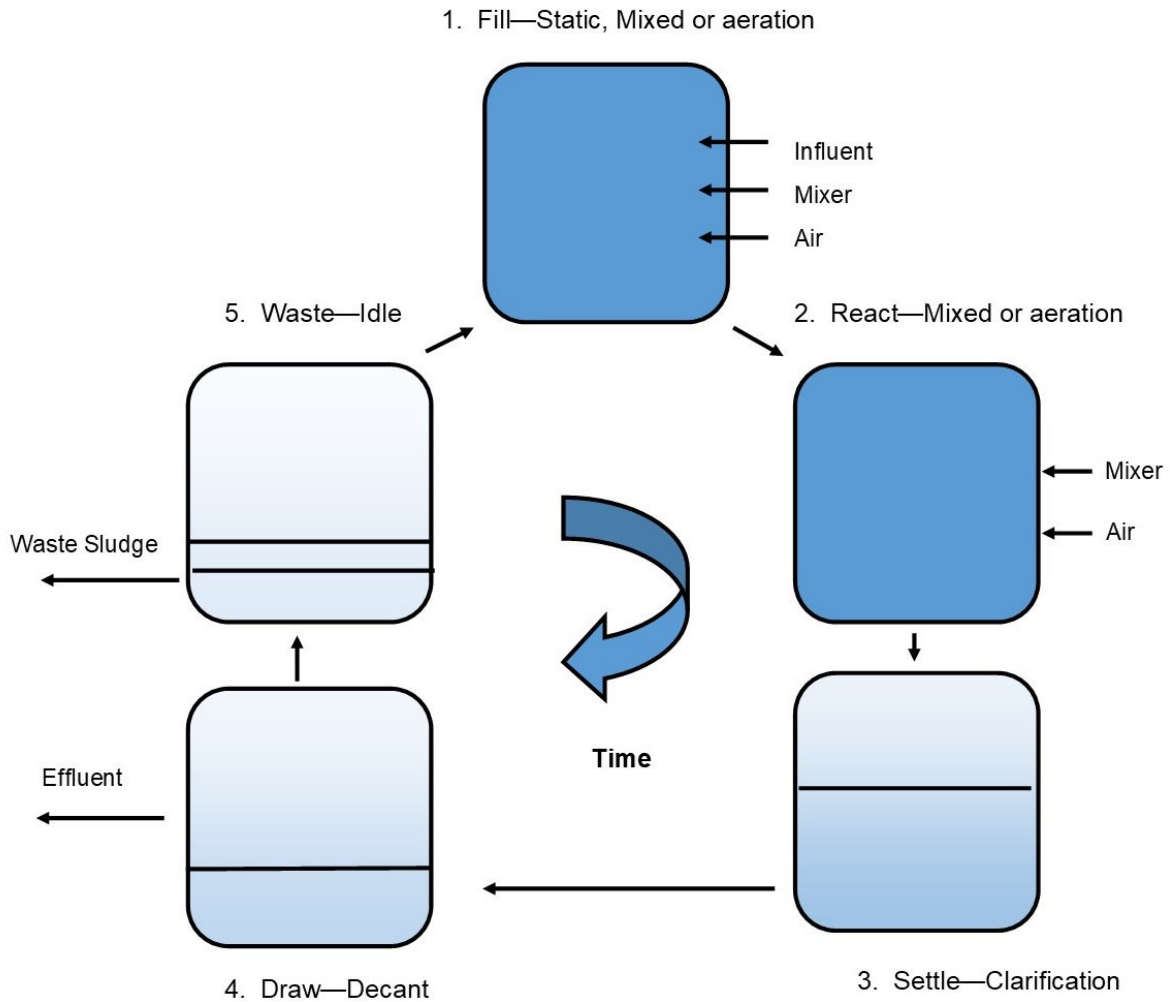 1. Fill—Static, Mixed or aeration
Influent
Mixer
Air
5. Waste—Idle
2. React—Mixed or aeration
Mixer
Air
Waste Sludge
Time
Effluent
4. Draw—Decant
3. Settle—Clarification